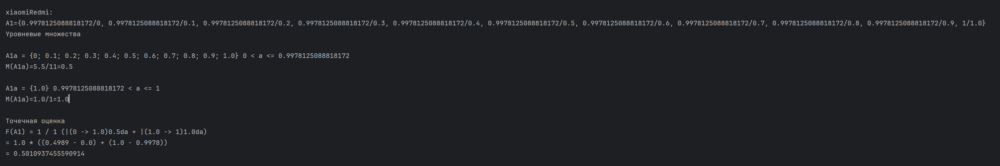 xiaomiRedmi:
A1={0.9978125088818172/0, 0.9978125088818172/0.1, 0.9978125088818172/0.2, 0.9978125088818172/0.3, 0.9978125088818172/0.4, 0.9978125088818172/0.5, 0.9978125088818172/0.6, 0.9978125088818172/0.7, 0.9978125088818172/0.8, 0.9978125088818172/0.9, 1/1.0}
Уровневые множества
A1a = {0; 0.1; 0.2; 0.3; 0.4; 0.5; 0.6; 0.7; 0.8; 0.9; 1.0} 0 < a <= 0.9978125088818172
M(A1a)=5.5/11=0.5
A1a = {1.0} 0.9978125088818172 < a <= 1
M(A1a)=1.0/1=1.0
Точечная оценка
F(A1) = 1 / 1 (|(0 -> 1.0)0.5da + |(1.0 -> 1)1.0da)
= 1.0 * ((0.4989 - 0.0) + (1.0 - 0.9978))
= 0.5010937455590914